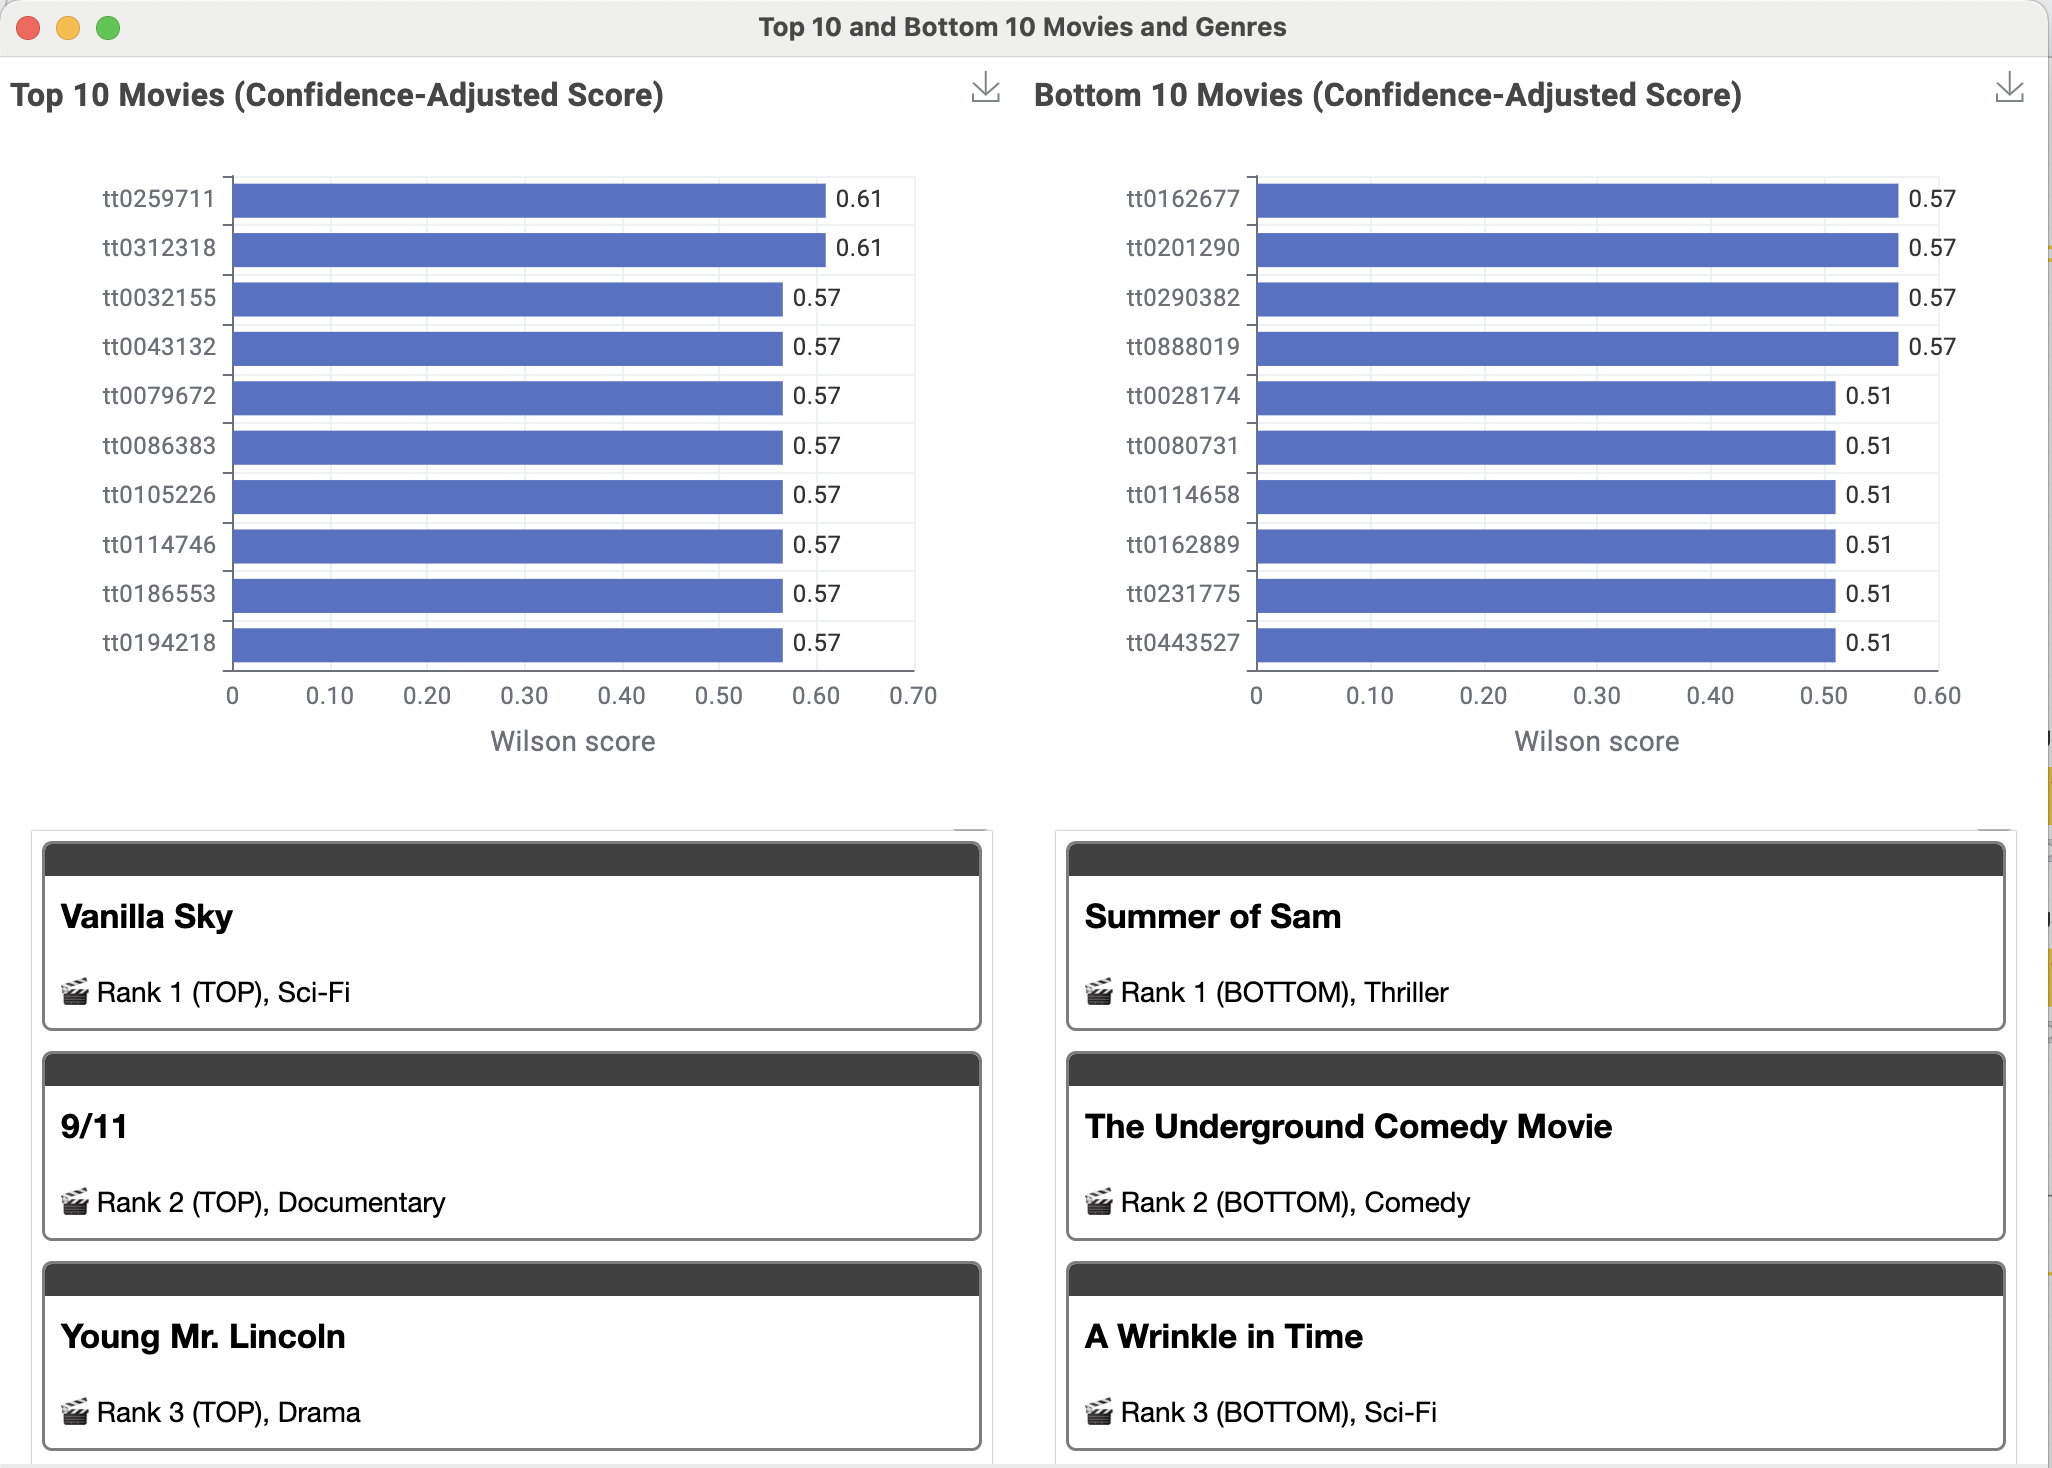 Top 10 and Bottom 10 Movies and Genres
Top 10 Movies (Confidence-Adjusted Score)
tt0259711 0.61
tt0312318 0.61
tt0032155 0.57
tt0043132 0.57
tt0079672 0.57
tt0086383 0.57
tt0105226 0.57
tt0114746 0.57
tt0186553 0.57
tt0194218 0.57
0 0.10 0.20 0.30 0.40 0.50 0.60 0.70
Wilson score
Bottom 10 Movies (Confidence-Adjusted Score)
tt0162677 0.57
tt0201290 0.57
tt0290382 0.57
tt0888019 0.57
tt0028174 0.51
tt0080731 0.51
tt0114658 0.51
tt0162889 0.51
tt0231775 0.51
tt0443527 0.51
0 0.10 0.20 0.30 0.40 0.50 0.60
Wilson score
Vanilla Sky
🎬 Rank 1 (TOP), Sci-Fi
9/11
🎬 Rank 2 (TOP), Documentary
Young Mr. Lincoln
🎬 Rank 3 (TOP), Drama
Summer of Sam
🎬 Rank 1 (BOTTOM), Thriller
The Underground Comedy Movie
🎬 Rank 2 (BOTTOM), Comedy
A Wrinkle in Time
🎬 Rank 3 (BOTTOM), Sci-Fi